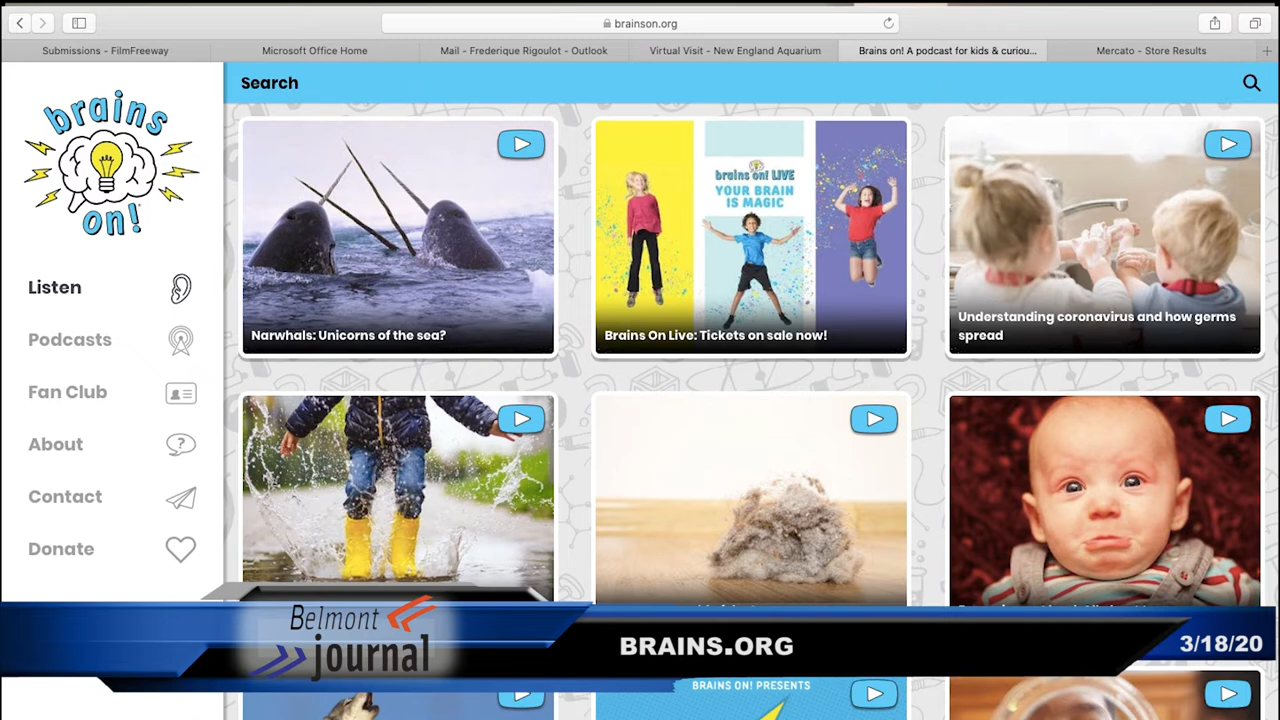 brainson.org
Submissions - FilmFreeway
Microsoft Office Home
Mail - Frederique Rigoulot - Outlook
Virtual Visit - New England Aquarium
Brains on! A podcast for kids & curiou...
Mercato - Store Results
brains
on!
Search
Listen
Podcasts
Fan Club
About
Contact
Donate
Narwhals: Unicorns of the sea?
brains on! LIVE
YOUR BRAIN
IS MAGIC
Brains On Live: Tickets on sale now!
Understanding coronavirus and how germs
spread
Belmont
journal
BRAINS.ORG
3/18/20
BRAINS ON! PRESENTS